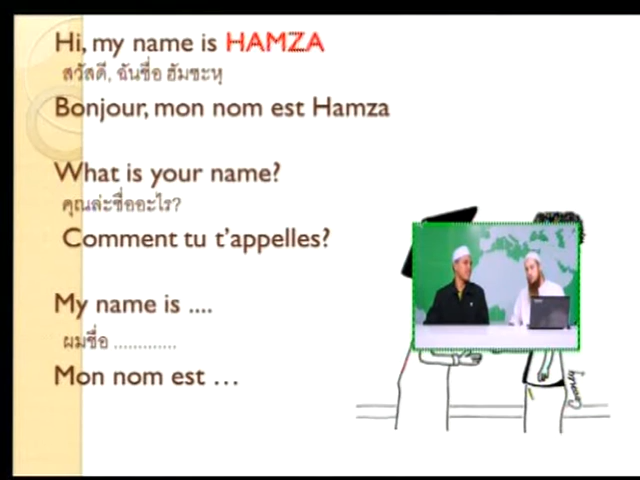 Hi, my name is HAMZA
สวัสดี, ฉันชื่อ ฮัมซะหฺ
Bonjour, mon nom est Hamza
What is your name?
คุณล่ะชื่ออะไร?
Comment tu t'appelles?
My name is ....
ผมชื่อ .............
Mon nom est …